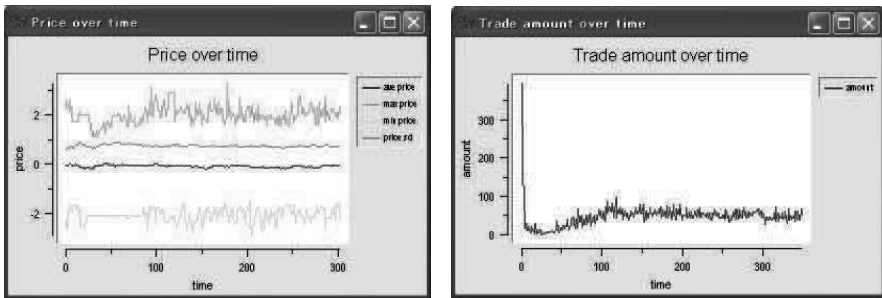 Price over time
Price over time
price
2
0
-2
0
100
200
300
time
ave price
max price
min price
price sd
Trade amount over time
Trade amount over time
amount
300
200
100
0
0
100
200
300
time
amount